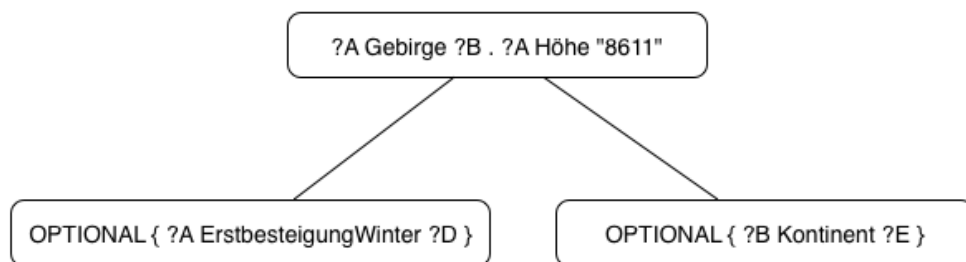 ?A Gebirge ?B . ?A Höhe "8611"
OPTIONAL { ?A ErstbesteigungWinter ?D }
OPTIONAL { ?B Kontinent ?E }